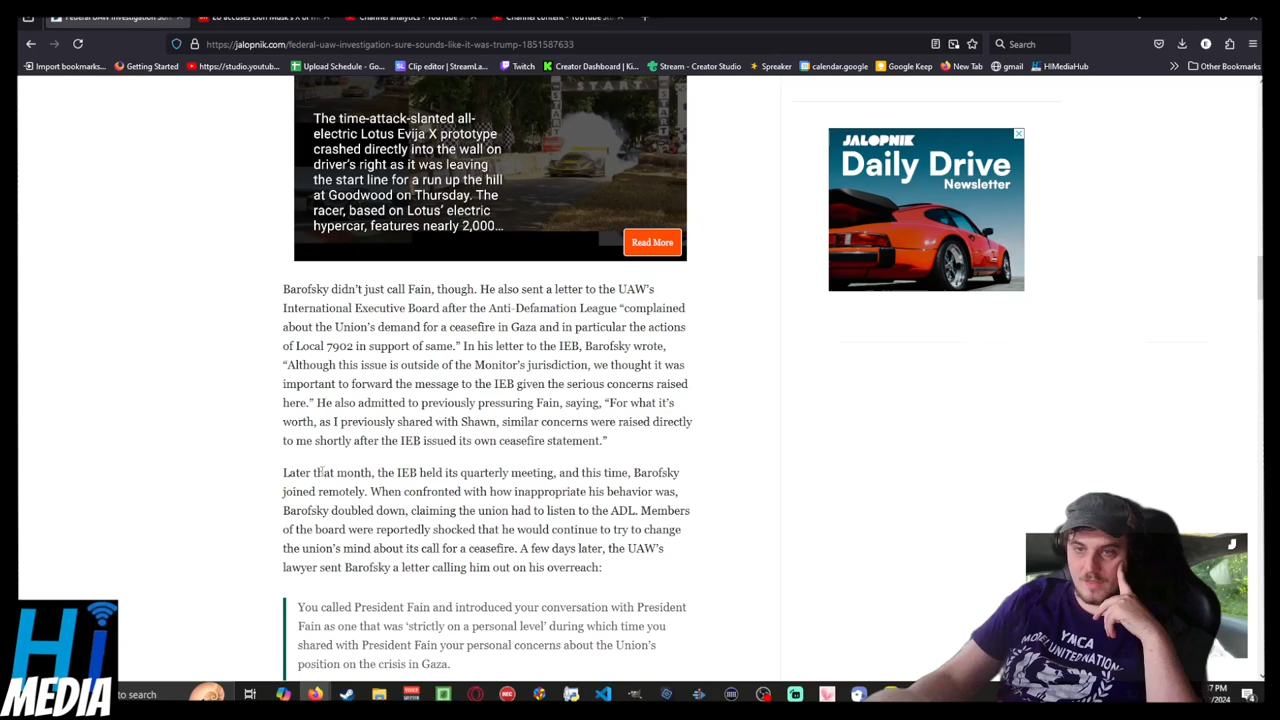 https://jalopnik.com/federal-uaw-investigation-sure-sounds-like-it-was-trump-1851587633
Search
Import bookmarks...
Getting Started
https://studio.youtub...
Upload Schedule - Go...
Clip editor | StreamLa...
Twitch
Creator Dashboard | Ki...
Stream - Creator Studio
Spreaker
calendar.google
Google Keep
New Tab
gmail
HIMediaHub
Other Bookmarks
START
The time-attack-slanted all-
electric Lotus Evija X prototype
crashed directly into the wall on
driver's right as it was leaving
the start line for a run up the hill
at Goodwood on Thursday. The
racer, based on Lotus' electric
hypercar, features nearly 2,000...
Read More
JALOPNIK
Daily Drive
Newsletter
Barofsky didn't just call Fain, though. He also sent a letter to the UAW's
International Executive Board after the Anti-Defamation League “complained
about the Union's demand for a ceasefire in Gaza and in particular the actions
of Local 7902 in support of same.” In his letter to the IEB, Barofsky wrote,
“Although this issue is outside of the Monitor's jurisdiction, we thought it was
important to forward the message to the IEB given the serious concerns raised
here.” He also admitted to previously pressuring Fain, saying, “For what it's
worth, as I previously shared with Shawn, similar concerns were raised directly
to me shortly after the IEB issued its own ceasefire statement.”
Later that month, the IEB held its quarterly meeting, and this time, Barofsky
joined remotely. When confronted with how inappropriate his behavior was,
Barofsky doubled down, claiming the union had to listen to the ADL. Members
of the board were reportedly shocked that he would continue to try to change
the union's mind about its call for a ceasefire. A few days later, the UAW's
lawyer sent Barofsky a letter calling him out on his overreach:
You called President Fain and introduced your conversation with President
Fain as one that was ‘strictly on a personal level’ during which time you
shared with President Fain your personal concerns about the Union's
position on the crisis in Gaza.
Hi
MEDIA
to search
YMCA